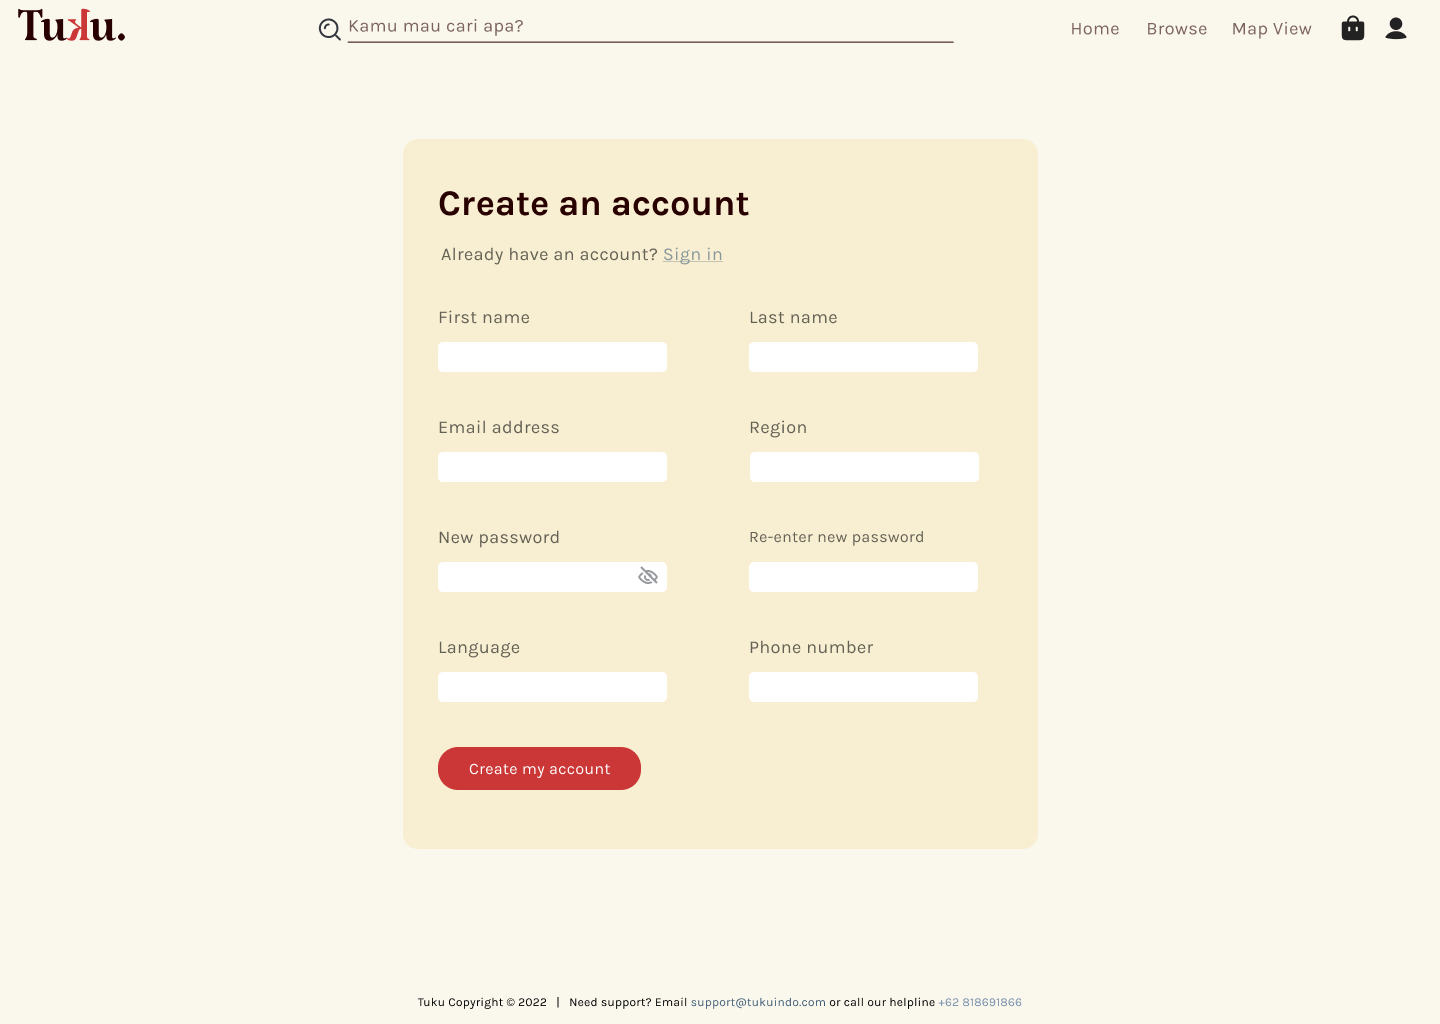 Tuku.
Kamu mau cari apa?
Home Browse Map View
Create an account
Already have an account? Sign in
First name Last name
Email address Region
New password Re-enter new password
Language Phone number
Create my account
Tuku Copyright © 2022 | Need support? Email support@tukuindo.com or call our helpline +62 818691866